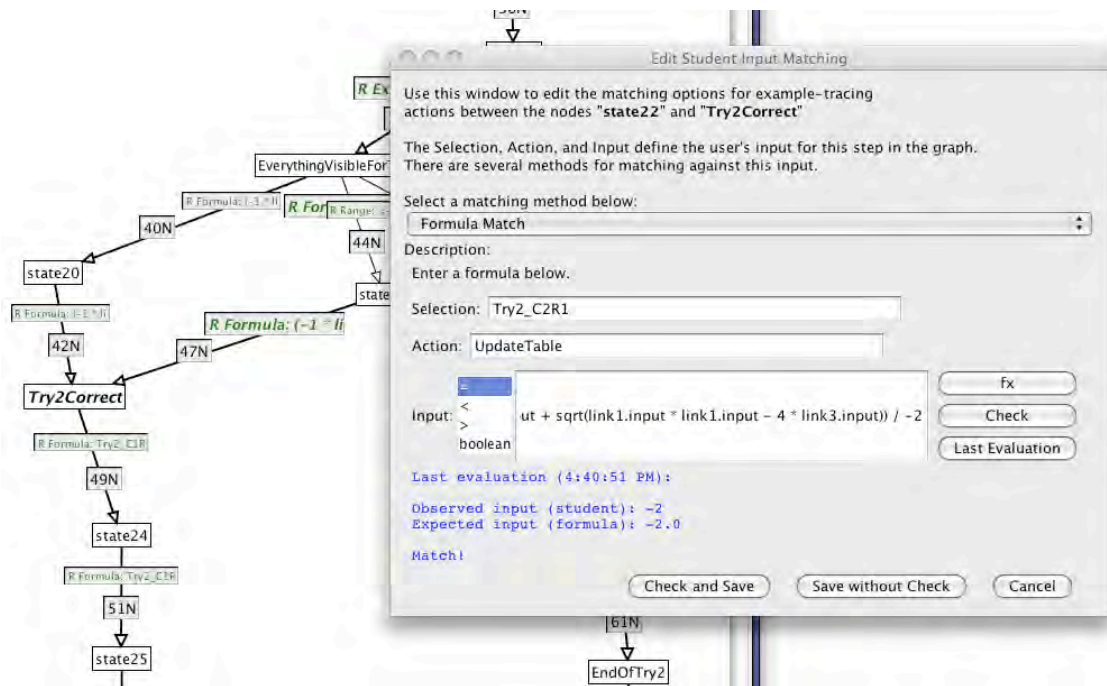 R Ex
EverythingVisibleFor
R Formula: (-1 * li
R For
R Range:
40N
44N
state20
state
R Formula: (-1 * li
R Formula: (-1 * li
42N
47N
Try2Correct
R Formula: Try2_C1R
49N
state24
R Formula: Try2_C1R
51N
state25
61N
EndOfTry2
Edit Student Input Matching
Use this window to edit the matching options for example-tracing
actions between the nodes "state22" and "Try2Correct"
The Selection, Action, and Input define the user's input for this step in the graph.
There are several methods for matching against this input.
Select a matching method below:
Formula Match
Description:
Enter a formula below.
Selection: Try2_C2R1
Action: UpdateTable
Input:
=
<
>
boolean
ut + sqrt(link1.input * link1.input - 4 * link3.input)) / -2
fx
Check
Last Evaluation
Last evaluation (4:40:51 PM):
Observed input (student): -2
Expected input (formula): -2.0
Match!
Check and Save
Save without Check
Cancel